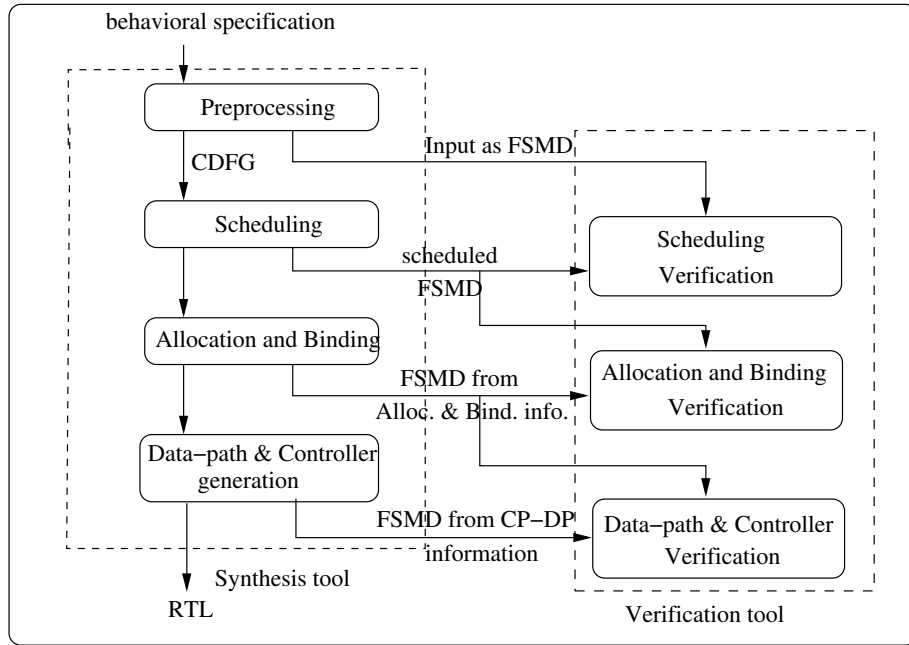 behavioral specification
Preprocessing
Input as FSMD
CDFG
Scheduling
Scheduling
Verification
scheduled
FSMD
Allocation and Binding
Allocation and Binding
Verification
FSMD from
Alloc. & Bind. info.
Data−path & Controller
generation
FSMD from CP−DP
information
Data−path & Controller
Verification
Synthesis tool
RTL
Verification tool